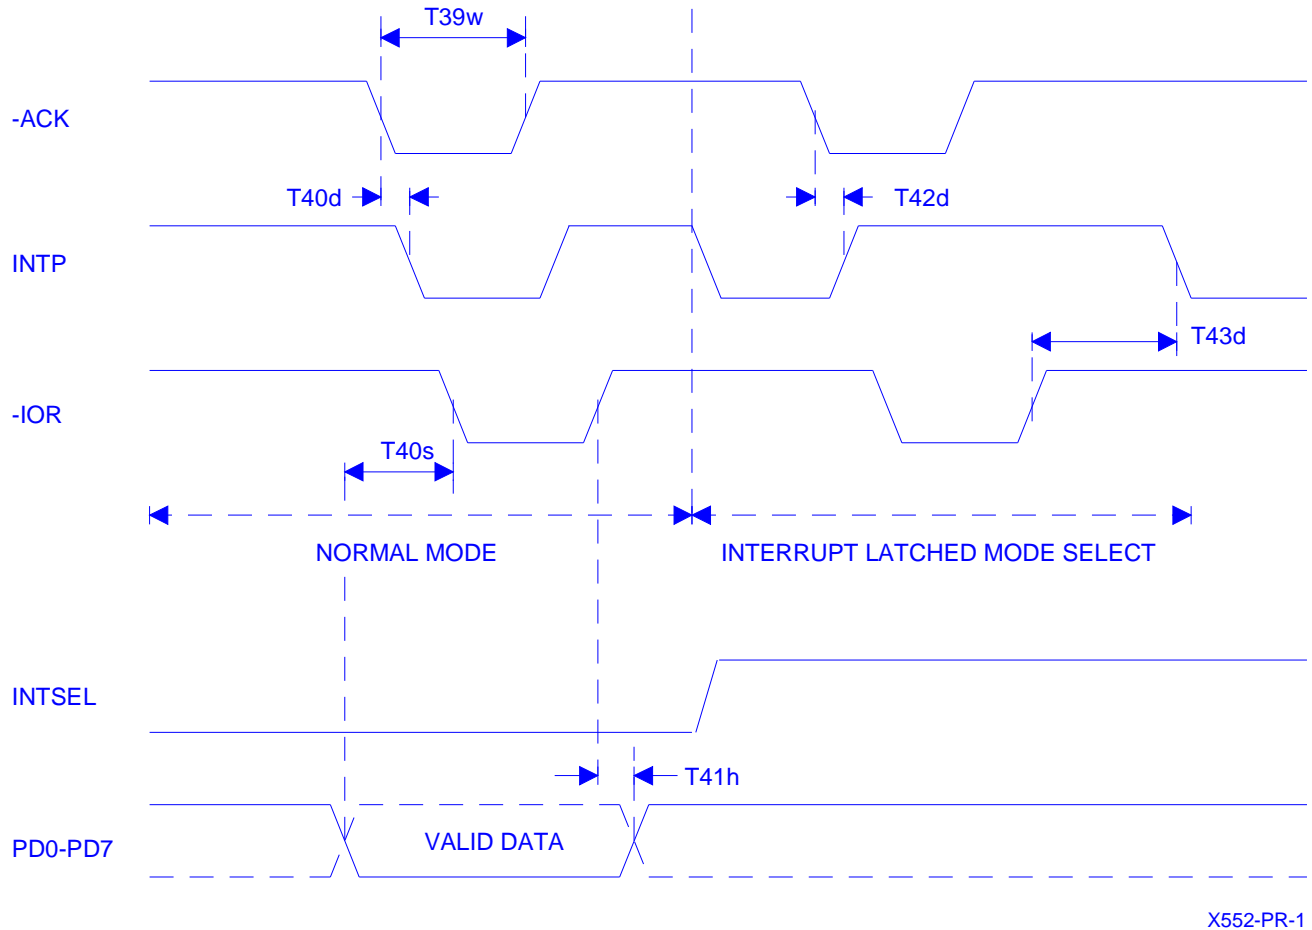 T39w
-ACK
T40d
T42d
INTP
T43d
-IOR
T40s
NORMAL MODE
INTERRUPT LATCHED MODE SELECT
INTSEL
T41h
PD0-PD7
VALID DATA
X552-PR-1